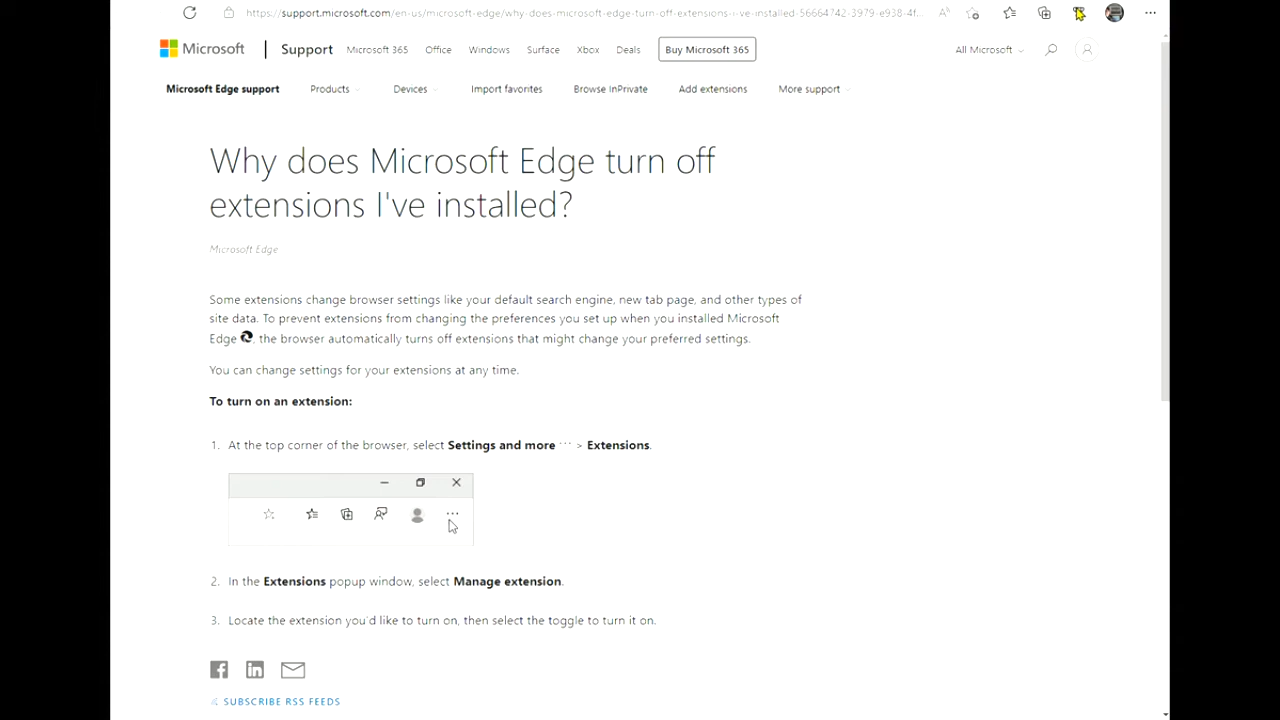 https://support.microsoft.com/en-us/microsoft-edge/why-does-microsoft-edge-turn-off-extensions-i-ve-installed-56664742-3979-e938-4f...
Microsoft | Support Microsoft 365 Office Windows Surface Xbox Deals Buy Microsoft 365 All Microsoft
Microsoft Edge support Products Devices Import favorites Browse InPrivate Add extensions More support
Why does Microsoft Edge turn off
extensions I've installed?
Microsoft Edge
Some extensions change browser settings like your default search engine, new tab page, and other types of
site data. To prevent extensions from changing the preferences you set up when you installed Microsoft
Edge , the browser automatically turns off extensions that might change your preferred settings.
You can change settings for your extensions at any time.
To turn on an extension:
1. At the top corner of the browser, select Settings and more ··· > Extensions.
2. In the Extensions popup window, select Manage extension.
3. Locate the extension you'd like to turn on, then select the toggle to turn it on.
SUBSCRIBE RSS FEEDS